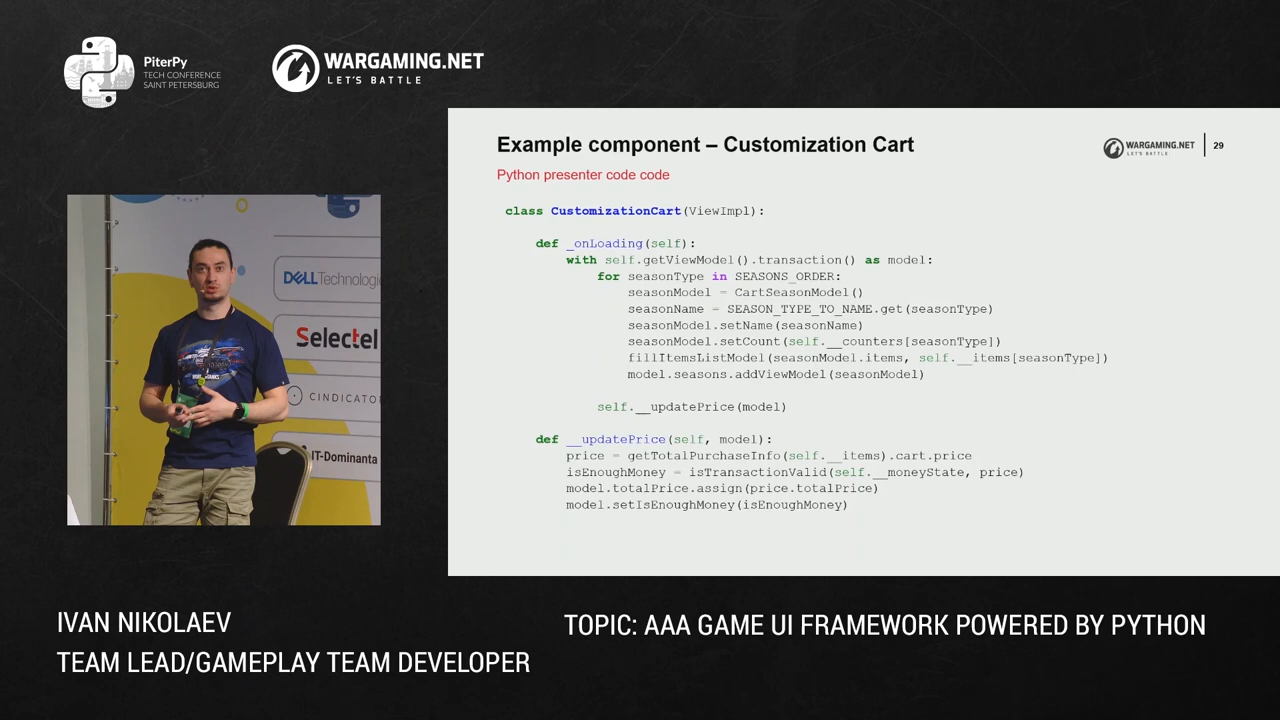 PiterPy
TECH CONFERENCE
SAINT PETERSBURG
WARGAMING.NET
LET'S BATTLE
Example component – Customization Cart
WARGAMING.NET
LET'S BATTLE
29
Python presenter code code
class CustomizationCart(ViewImpl):
def _onLoading(self):
with self.getViewModel().transaction() as model:
for seasonType in SEASONS_ORDER:
seasonModel = CartSeasonModel()
seasonName = SEASON_TYPE_TO_NAME.get(seasonType)
seasonModel.setName(seasonName)
seasonModel.setCount(self.__counters[seasonType])
fillItemsListModel(seasonModel.items, self.__items[seasonType])
model.seasons.addViewModel(seasonModel)
self.__updatePrice(model)
def __updatePrice(self, model):
price = getTotalPurchaseInfo(self.__items).cart.price
isEnoughMoney = isTransactionValid(self.__moneyState, price)
model.totalPrice.assign(price.totalPrice)
model.setIsEnoughMoney(isEnoughMoney)
DELLTechnologi
Selectel
CINDICATO
IT-Dominanta
IVAN NIKOLAEV
TEAM LEAD/GAMEPLAY TEAM DEVELOPER
TOPIC: AAA GAME UI FRAMEWORK POWERED BY PYTHON